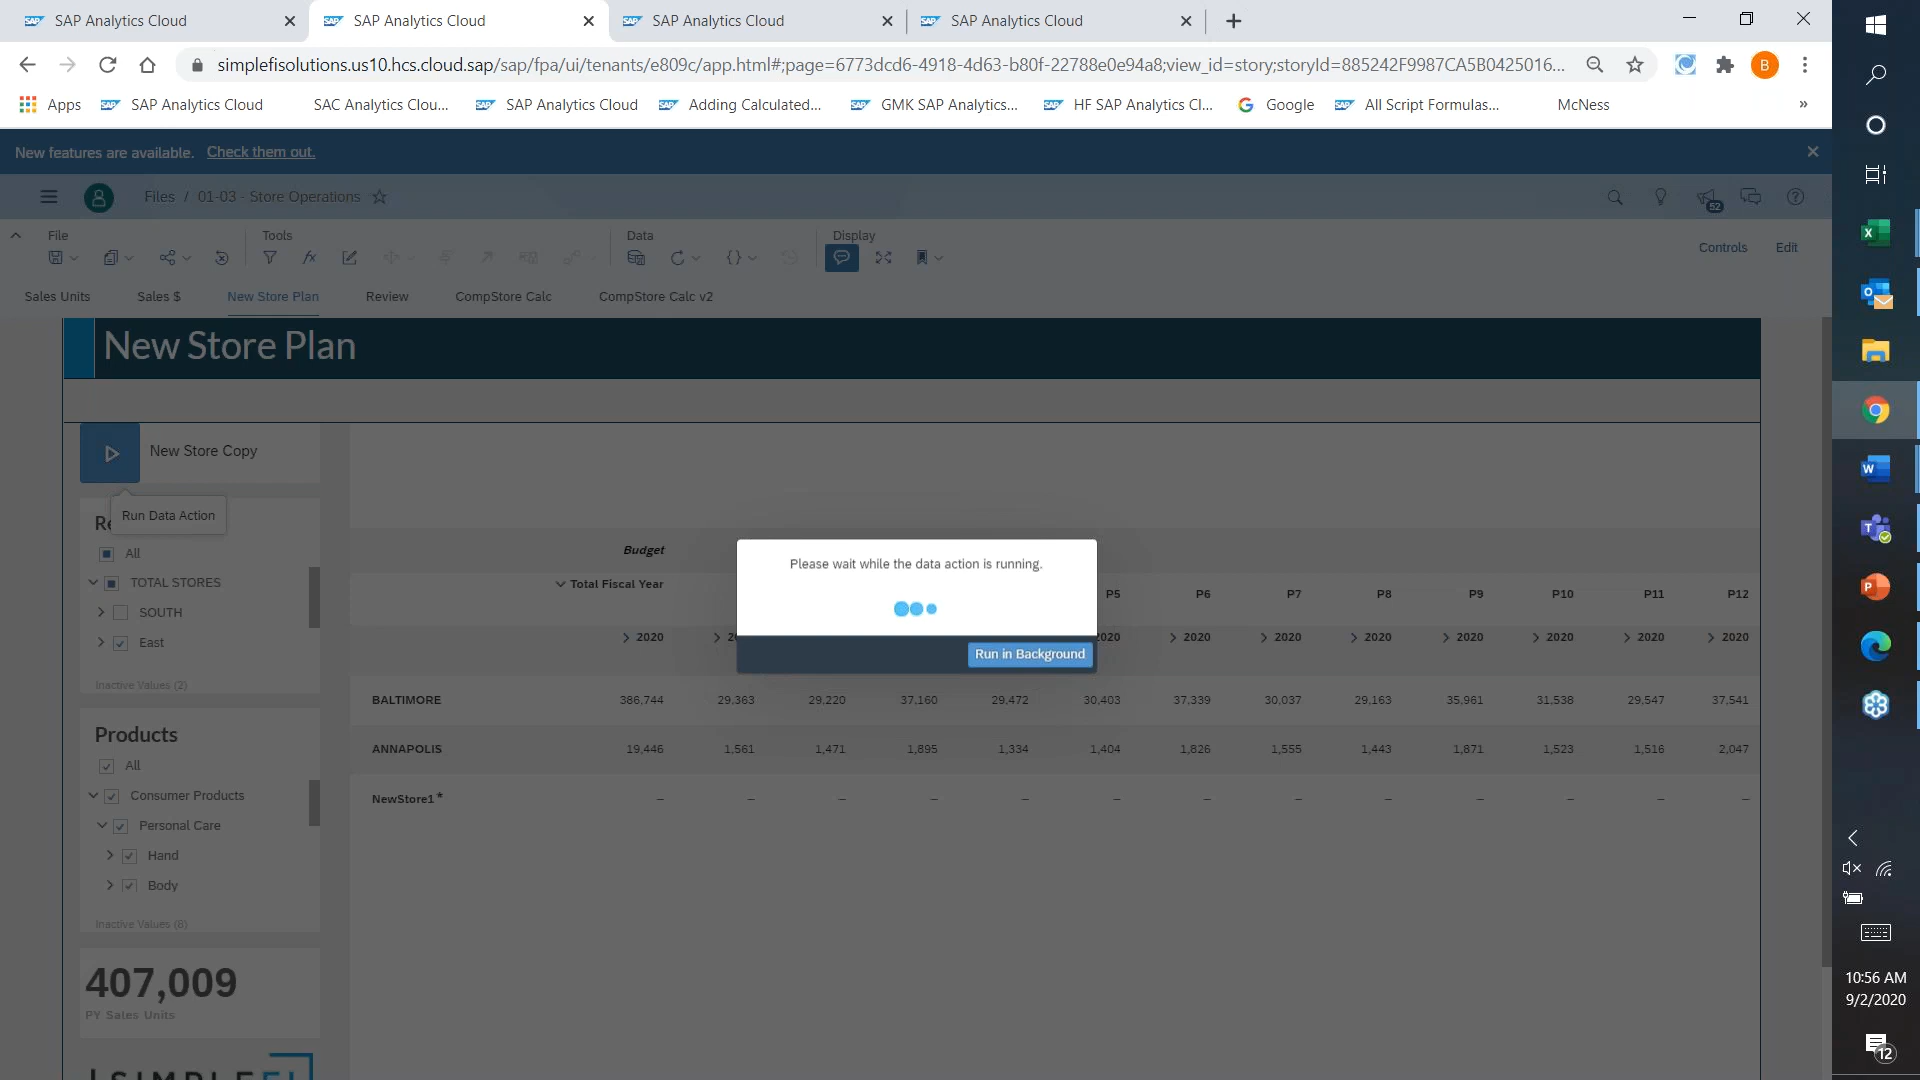 SAP Analytics Cloud
SAP Analytics Cloud
SAP Analytics Cloud
SAP Analytics Cloud
simplefisolutions.us10.hcs.cloud.sap/sap/fpa/ui/tenants/e809c/app.html#;page=6773dcd6-4918-4d63-b80f-22788e0e94a8;view_id=story;storyId=885242F9987CA5B0425016...
B
Apps SAP Analytics Cloud SAC Analytics Clou... SAP Analytics Cloud Adding Calculated... GMK SAP Analytics... HF SAP Analytics Cl... Google All Script Formulas... McNess »
New features are available. Check them out.
Files / 01-03 - Store Operations
52
File Tools Data Display
Controls Edit
Sales Units Sales $ New Store Plan Review CompStore Calc CompStore Calc v2
New Store Plan
New Store Copy
Run Data Action
Re
All
TOTAL STORES
SOUTH
East
Inactive Values (2)
Products
All
Consumer Products
Personal Care
Hand
Body
Inactive Values (6)
407,009
PY Sales Units
SIMPLEFI
Budget
Total Fiscal Year P5 P6 P7 P8 P9 P10 P11 P12
2020 20 2020 2020 2020 2020 2020 2020 2020 2020
BALTIMORE 386,744 29,363 29,220 37,160 29,472 30,403 37,339 30,037 29,163 35,961 31,538 29,547 37,541
ANNAPOLIS 19,446 1,561 1,471 1,895 1,334 1,404 1,826 1,555 1,443 1,871 1,523 1,516 2,047
NewStore1 * – – – – – – – – – – – – –
Please wait while the data action is running.
Run in Background
10:56 AM
9/2/2020
12